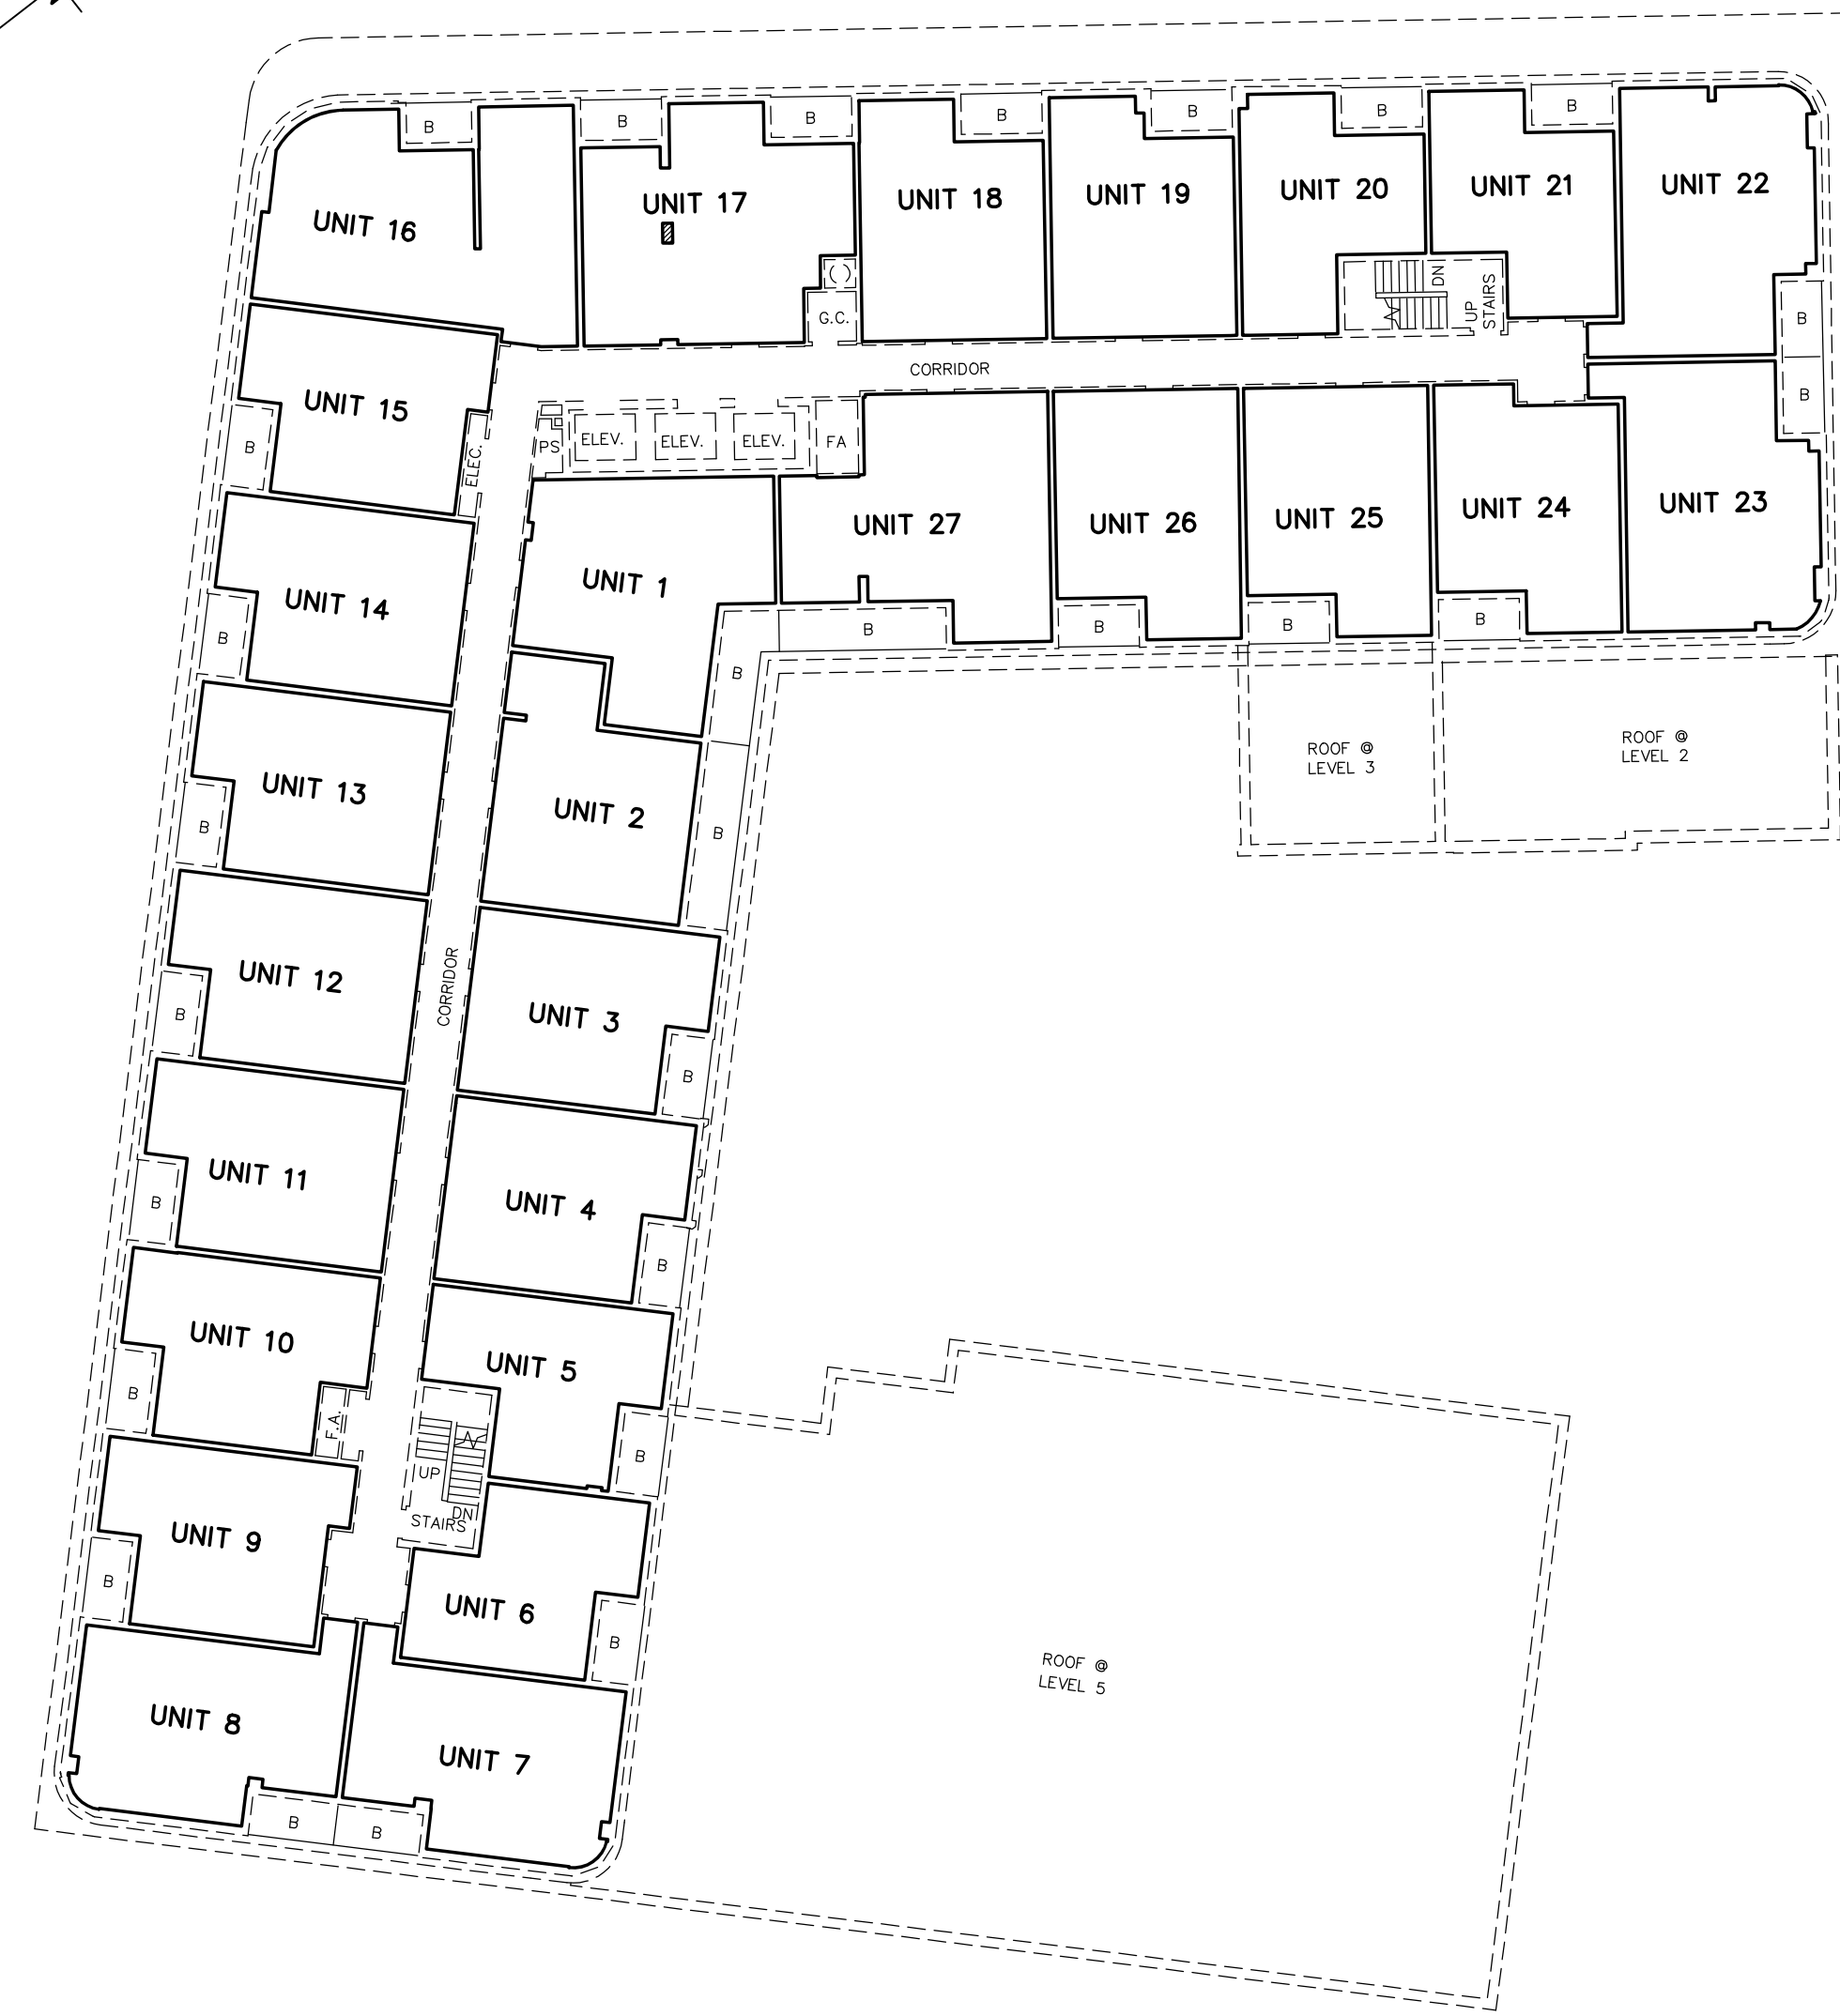 B
B
B
B
B
B
B
UNIT 16
UNIT 17
UNIT 18
UNIT 19
UNIT 20
UNIT 21
UNIT 22
G.C.
DN
UP
STAIRS
B
CORRIDOR
B
UNIT 15
B
ELEC.
PS
ELEV.
ELEV.
ELEV.
FA
UNIT 1
UNIT 27
UNIT 26
UNIT 25
UNIT 24
UNIT 23
UNIT 14
B
B
B
B
B
B
B
ROOF @
LEVEL 3
ROOF @
LEVEL 2
UNIT 13
B
UNIT 2
B
UNIT 12
B
CORRIDOR
UNIT 3
B
UNIT 11
B
UNIT 4
B
UNIT 10
B
F.A.
UNIT 5
B
UP
DN
STAIRS
UNIT 9
B
UNIT 6
B
UNIT 8
UNIT 7
B
B
ROOF @
LEVEL 5